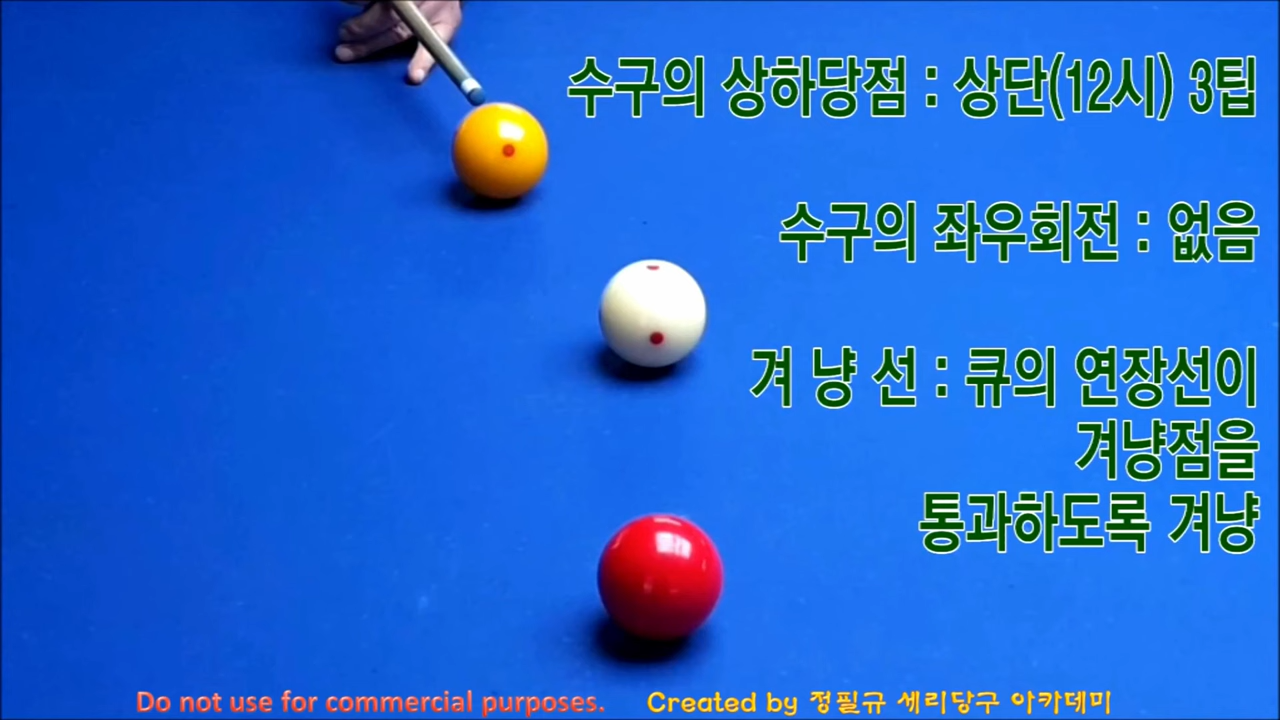 수구의 상하당점 : 상단(12시) 3팁
수구의 좌우회전 : 없음
겨 냥 선 : 큐의 연장선이
겨냥점을
통과하도록 겨냥
Do not use for commercial purposes. Created by 정필규 세리당구 아카데미